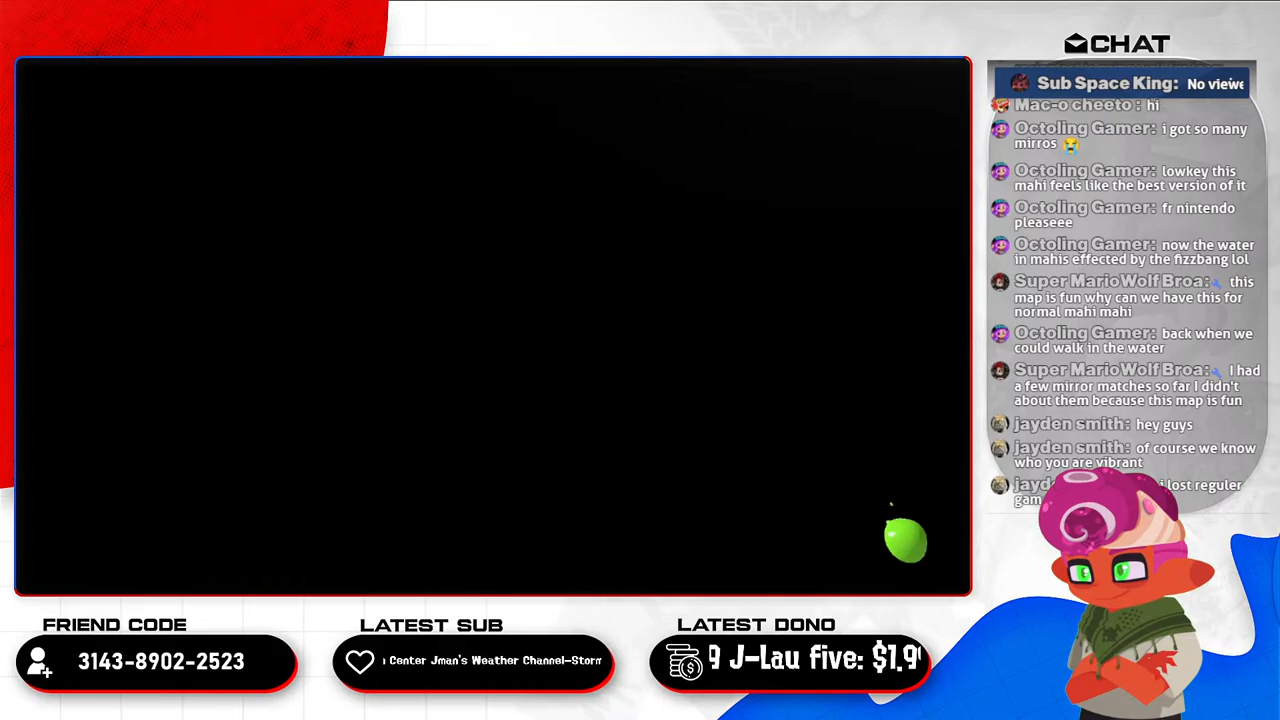 CHAT
Sub Space King: No viewe
Mac-o cheeto : hi
Octoling Gamer: i got so many
mirros 😭
Octoling Gamer: lowkey this
mahi feels like the best version of it
Octoling Gamer: fr nintendo
pleaseee
Octoling Gamer: now the water
in mahis effected by the fizzbang lol
Super MarioWolf Broa: this
map is fun why can we have this for
normal mahi mahi
Octoling Gamer: back when we
could walk in the water
Super MarioWolf Broa: I had
a few mirror matches so far I didn't
about them because this map is fun
jayden smith: hey guys
jayden smith: of course we know
who you are vibrant
jayd
i lost reguler
gam
FRIEND CODE
3143-8902-2523
LATEST SUB
Center Jman's Weather Channel-Storm
LATEST DONO
9 J-Lau five: $1.9